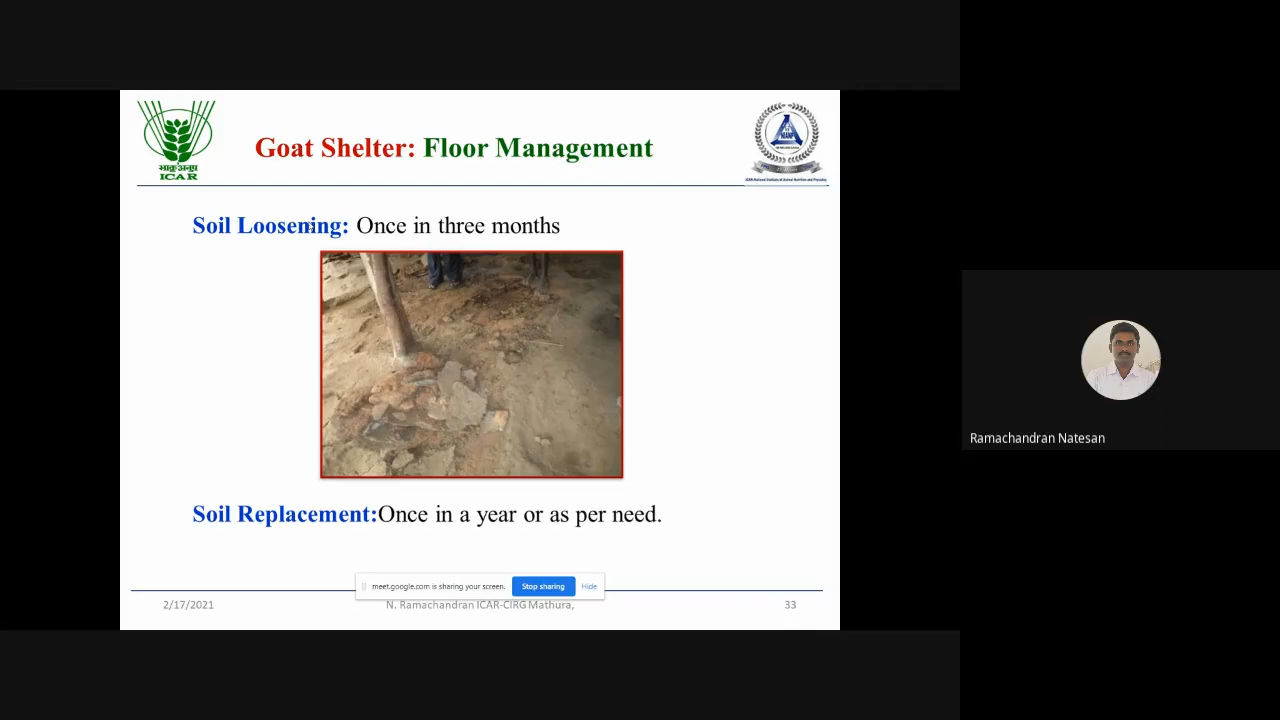 भाकृअनुप
ICAR
Goat Shelter: Floor Management
NIANP
Soil Loosening: Once in three months
Soil Replacement:Once in a year or as per need.
meet.google.com is sharing your screen.
Stop sharing
Hide
2/17/2021
N. Ramachandran ICAR-CIRG Mathura,
33
Ramachandran Natesan